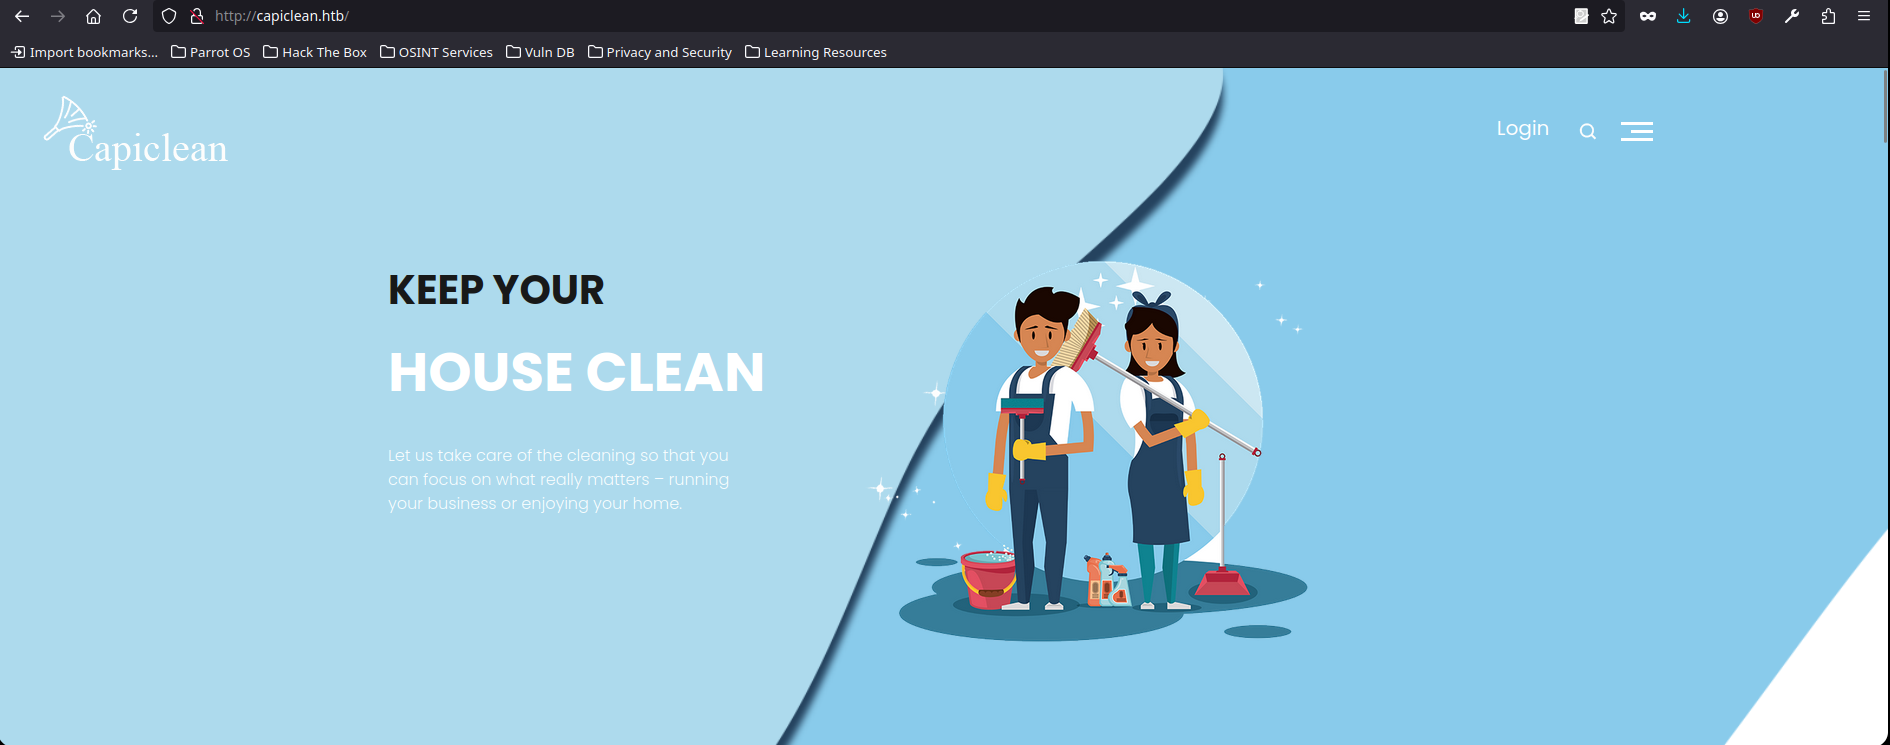 http://capiclean.htb/
Import bookmarks... Parrot OS Hack The Box OSINT Services Vuln DB Privacy and Security Learning Resources
Capiclean
Login
KEEP YOUR
HOUSE CLEAN
Let us take care of the cleaning so that you
can focus on what really matters – running
your business or enjoying your home.